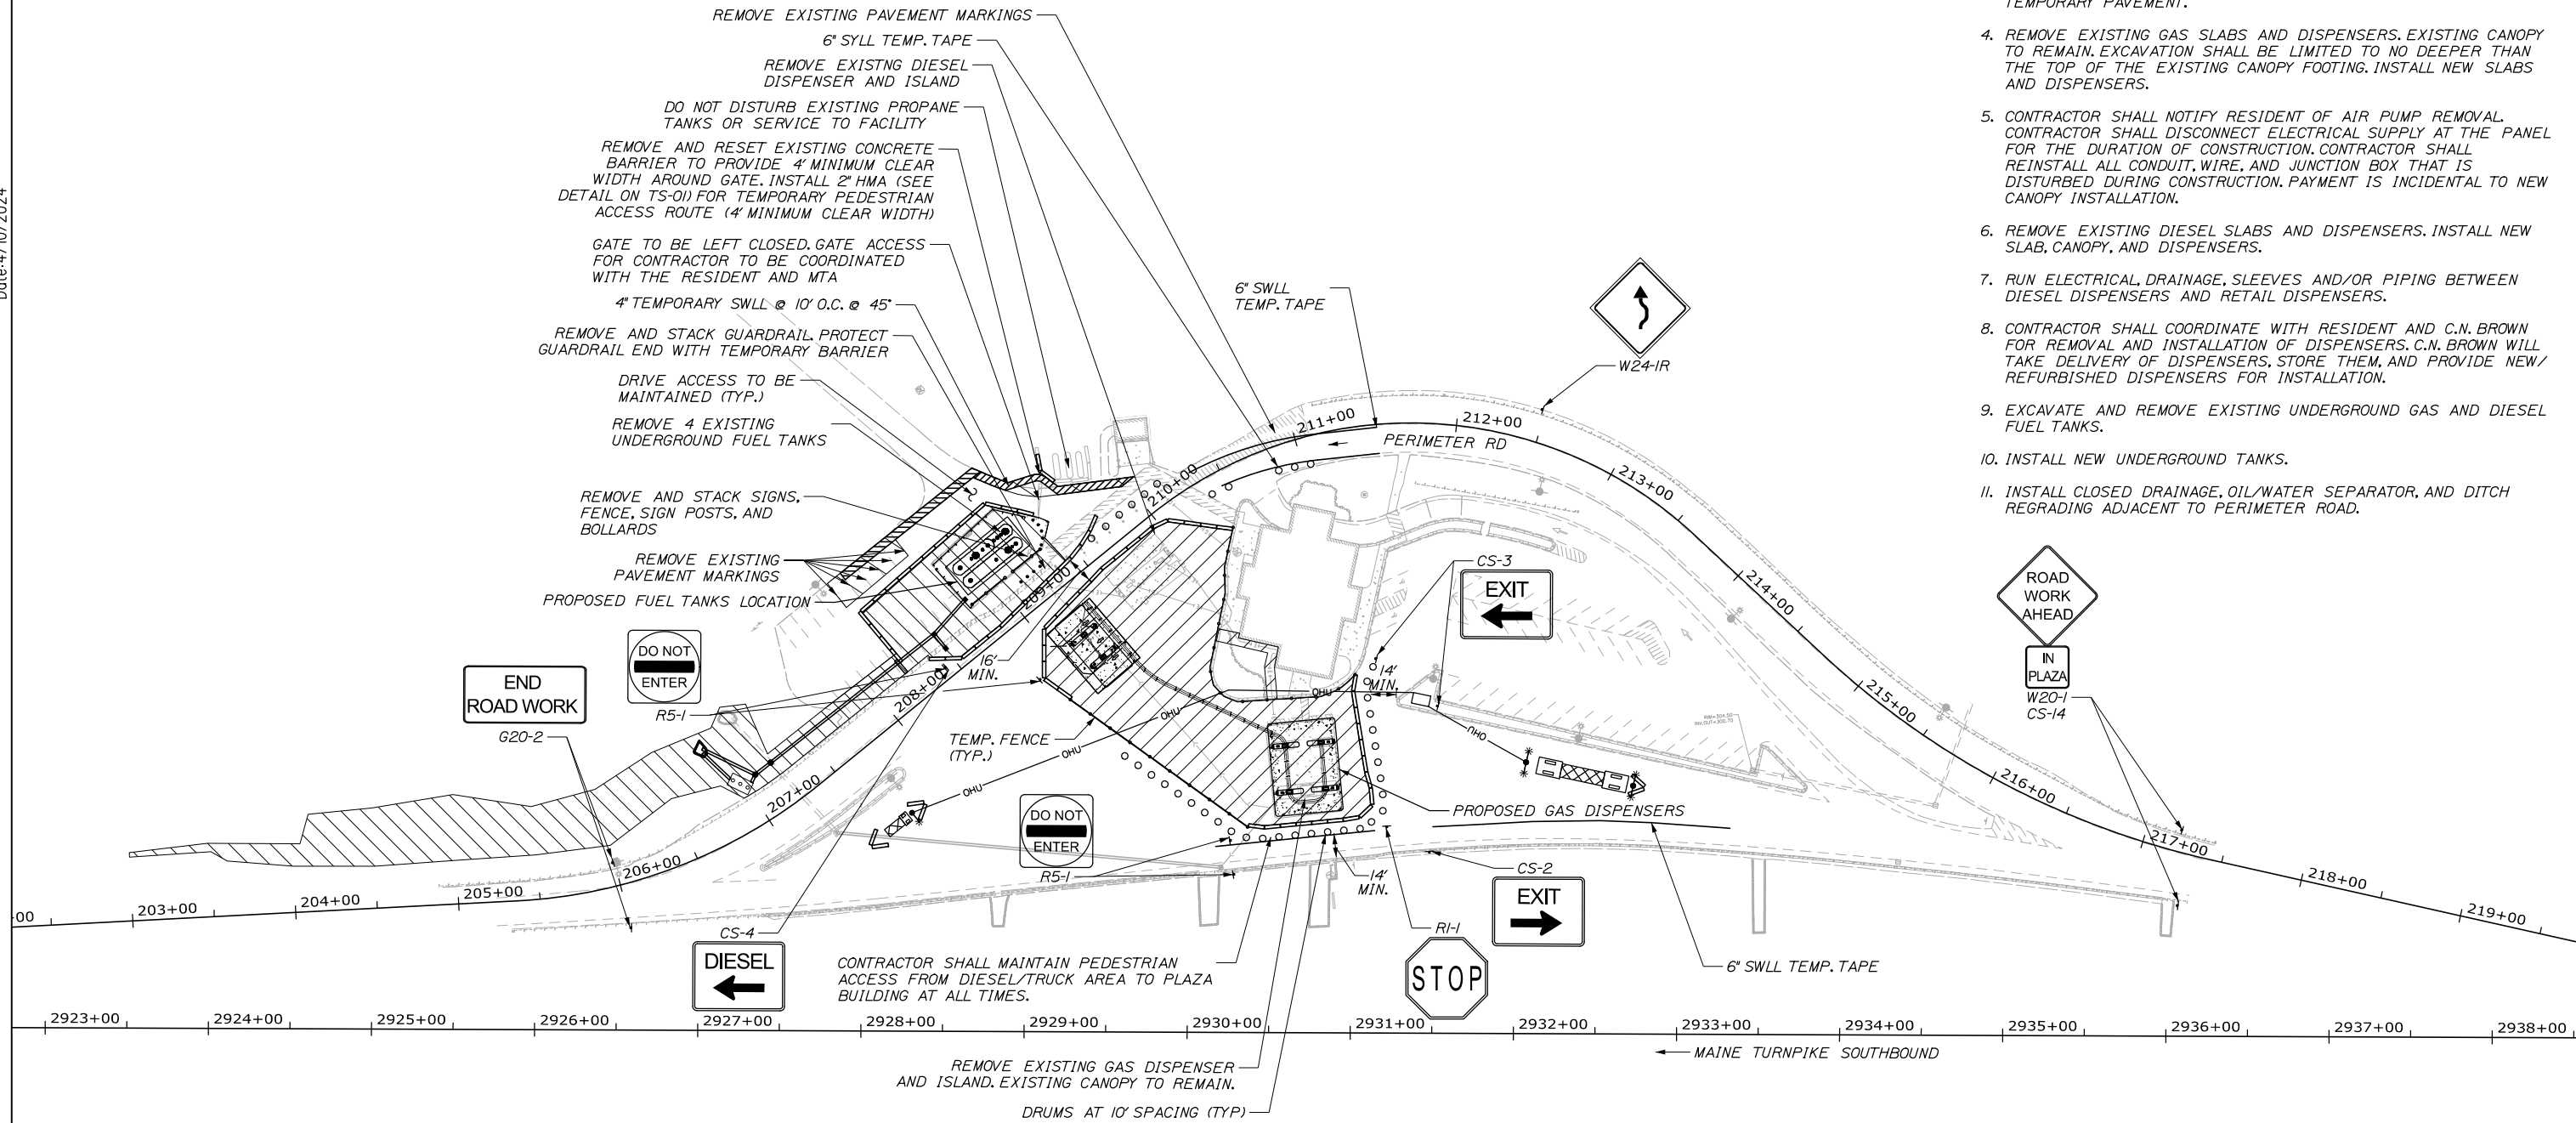 REMOVE EXISTING PAVEMENT MARKINGS
6" SYLL TEMP. TAPE
REMOVE EXISTNG DIESEL
DISPENSER AND ISLAND
DO NOT DISTURB EXISTING PROPANE
TANKS OR SERVICE TO FACILITY
REMOVE AND RESET EXISTING CONCRETE
BARRIER TO PROVIDE 4' MINIMUM CLEAR
WIDTH AROUND GATE. INSTALL 2" HMA (SEE
DETAIL ON TS-01) FOR TEMPORARY PEDESTRIAN
ACCESS ROUTE (4' MINIMUM CLEAR WIDTH)
GATE TO BE LEFT CLOSED. GATE ACCESS
FOR CONTRACTOR TO BE COORDINATED
WITH THE RESIDENT AND MTA
4" TEMPORARY SWLL @ 10' O.C. @ 45°
REMOVE AND STACK GUARDRAIL. PROTECT
GUARDRAIL END WITH TEMPORARY BARRIER
DRIVE ACCESS TO BE
MAINTAINED (TYP.)
REMOVE 4 EXISTING
UNDERGROUND FUEL TANKS
REMOVE AND STACK SIGNS,
FENCE, SIGN POSTS, AND
BOLLARDS
REMOVE EXISTING
PAVEMENT MARKINGS
PROPOSED FUEL TANKS LOCATION
Date:4/10/2024
TEMPORARY PAVEMENT.
4. REMOVE EXISTING GAS SLABS AND DISPENSERS. EXISTING CANOPY
TO REMAIN. EXCAVATION SHALL BE LIMITED TO NO DEEPER THAN
THE TOP OF THE EXISTING CANOPY FOOTING. INSTALL NEW SLABS
AND DISPENSERS.
5. CONTRACTOR SHALL NOTIFY RESIDENT OF AIR PUMP REMOVAL.
CONTRACTOR SHALL DISCONNECT ELECTRICAL SUPPLY AT THE PANEL
FOR THE DURATION OF CONSTRUCTION. CONTRACTOR SHALL
REINSTALL ALL CONDUIT, WIRE, AND JUNCTION BOX THAT IS
DISTURBED DURING CONSTRUCTION. PAYMENT IS INCIDENTAL TO NEW
CANOPY INSTALLATION.
6. REMOVE EXISTING DIESEL SLABS AND DISPENSERS. INSTALL NEW
SLAB, CANOPY, AND DISPENSERS.
7. RUN ELECTRICAL, DRAINAGE, SLEEVES AND/OR PIPING BETWEEN
DIESEL DISPENSERS AND RETAIL DISPENSERS.
8. CONTRACTOR SHALL COORDINATE WITH RESIDENT AND C.N. BROWN
FOR REMOVAL AND INSTALLATION OF DISPENSERS. C.N. BROWN WILL
TAKE DELIVERY OF DISPENSERS, STORE THEM, AND PROVIDE NEW/
REFURBISHED DISPENSERS FOR INSTALLATION.
9. EXCAVATE AND REMOVE EXISTING UNDERGROUND GAS AND DIESEL
FUEL TANKS.
10. INSTALL NEW UNDERGROUND TANKS.
11. INSTALL CLOSED DRAINAGE, OIL/WATER SEPARATOR, AND DITCH
REGRADING ADJACENT TO PERIMETER ROAD.
6" SWLL
TEMP. TAPE
W24-1R
PERIMETER RD
ROAD
WORK
AHEAD
IN
PLAZA
W20-1
CS-14
CS-3
EXIT
14'
MIN.
16'
MIN.
DO NOT
ENTER
R5-1
END
ROAD WORK
G20-2
TEMP. FENCE
(TYP.)
OHU
OHU
OHU
OHU
DO NOT
ENTER
R5-1
PROPOSED GAS DISPENSERS
14'
MIN.
CS-2
EXIT
R1-1
STOP
6" SWLL TEMP. TAPE
CS-4
DIESEL
CONTRACTOR SHALL MAINTAIN PEDESTRIAN
ACCESS FROM DIESEL/TRUCK AREA TO PLAZA
BUILDING AT ALL TIMES.
00 203+00 204+00 205+00 206+00 207+00 208+00 209+00 210+00 211+00 212+00 213+00 214+00 215+00 216+00 217+00 218+00 219+00
2923+00 2924+00 2925+00 2926+00 2927+00 2928+00 2929+00 2930+00 2931+00 2932+00 2933+00 2934+00 2935+00 2936+00 2937+00 2938+00
MAINE TURNPIKE SOUTHBOUND
REMOVE EXISTING GAS DISPENSER
AND ISLAND. EXISTING CANOPY TO REMAIN.
DRUMS AT 10' SPACING (TYP)